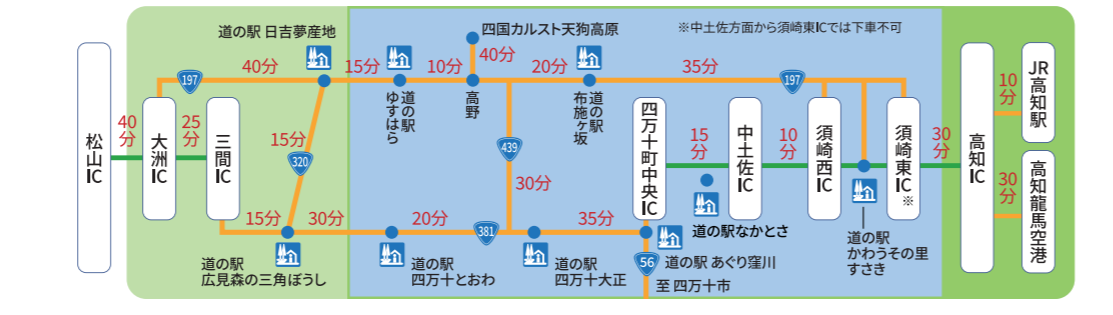 道の駅 日吉夢産地
四国カルスト天狗高原
※中土佐方面から須崎東ICでは下車不可
40分
15分
10分
40分
20分
35分
197
197
高野
道の駅
ゆすはら
道の駅
布施ヶ坂
松山IC
40分
大洲IC
25分
三間IC
15分
320
439
30分
四万十町中央IC
15分
中土佐IC
10分
須崎西IC
須崎東IC
※
30分
高知IC
10分
JR高知駅
30分
高知龍馬空港
道の駅なかとさ
道の駅
かわうその里
すさき
15分
30分
20分
381
35分
道の駅
広見森の三角ぼうし
道の駅
四万十とおわ
道の駅
四万十大正
56
道の駅 あぐり窪川
至 四万十市